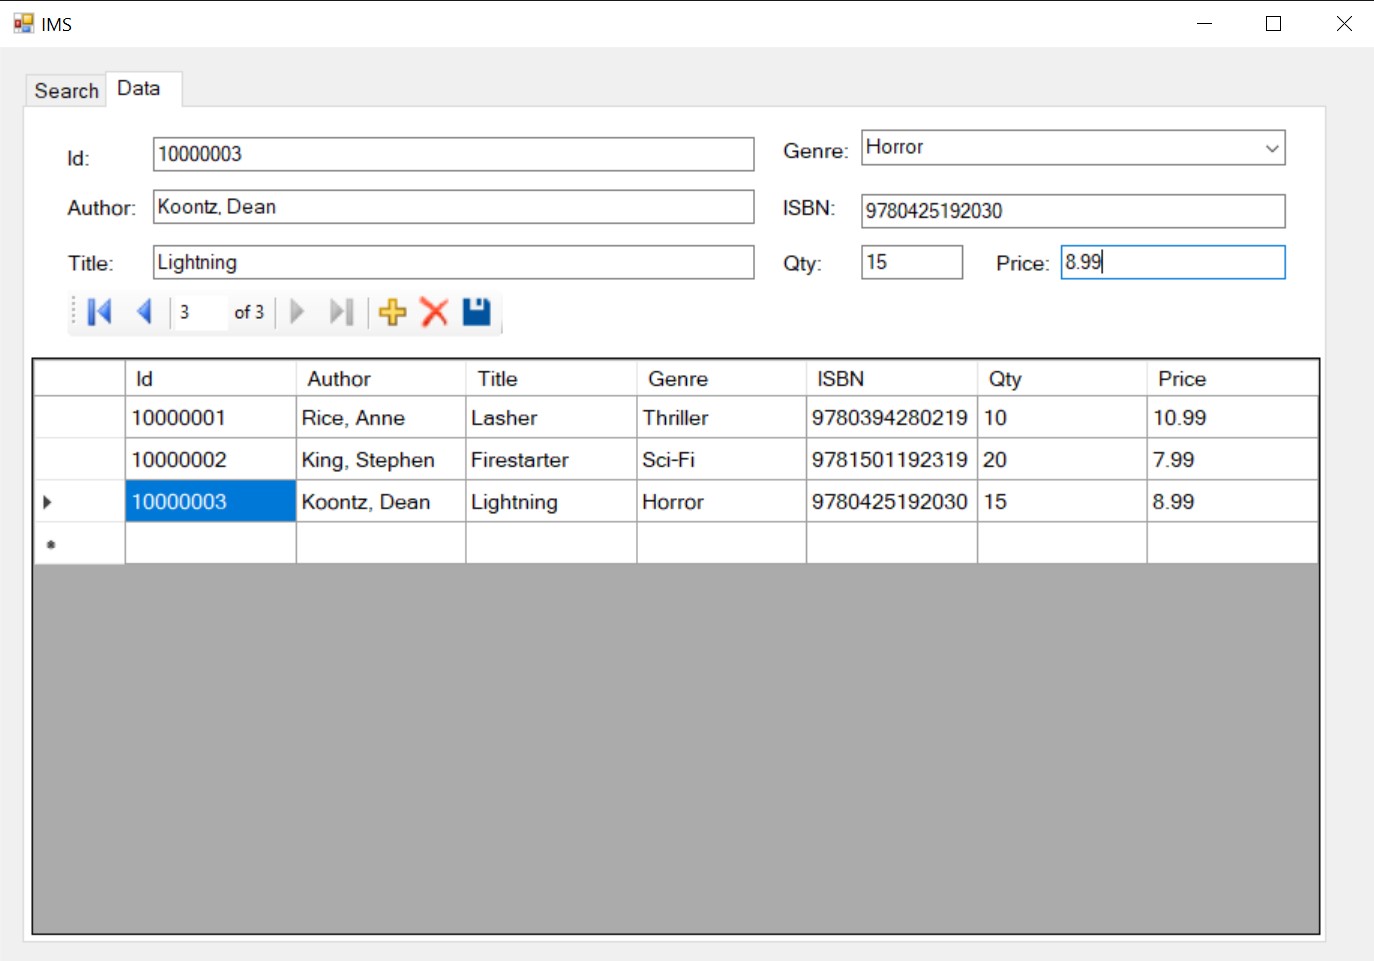 IMS
Search Data
Id: 10000003 Genre: Horror
Author: Koontz, Dean ISBN: 9780425192030
Title: Lightning Qty: 15 Price: 8.99
3 of 3
Id Author Title Genre ISBN Qty Price
10000001 Rice, Anne Lasher Thriller 9780394280219 10 10.99
10000002 King, Stephen Firestarter Sci-Fi 9781501192319 20 7.99
10000003 Koontz, Dean Lightning Horror 9780425192030 15 8.99